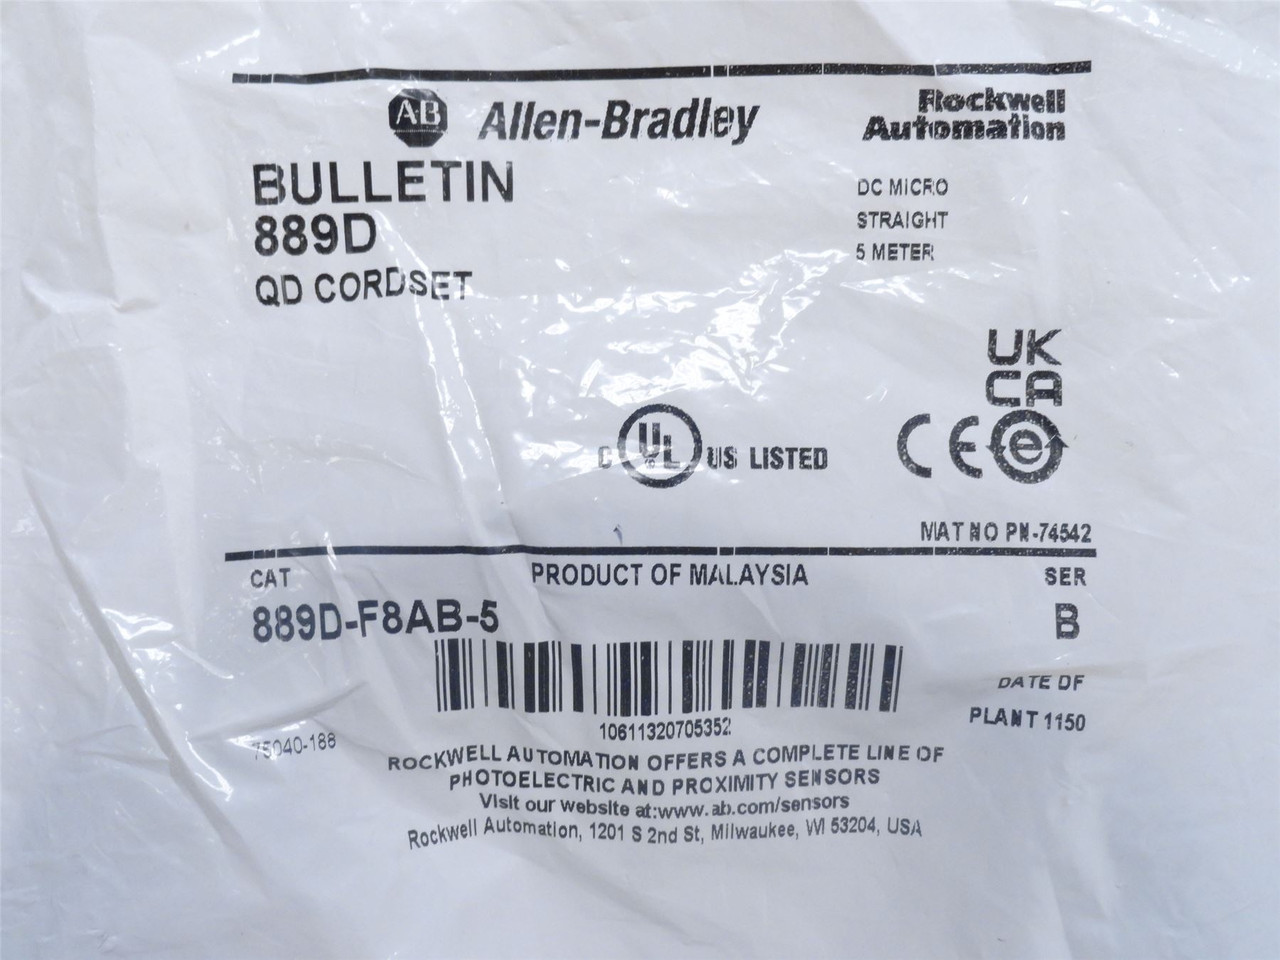 AB Allen-Bradley
Rockwell
Automation
BULLETIN
889D
QD CORDSET
DC MICRO
STRAIGHT
5 METER
UK
CA
C UL US LISTED
CE e
MAT NO PN-74542
CAT
PRODUCT OF MALAYSIA
SER
889D-F8AB-5
B
DATE OF
PLANT 1150
10611320705352
75040-188
ROCKWELL AUTOMATION OFFERS A COMPLETE LINE OF
PHOTOELECTRIC AND PROXIMITY SENSORS
Visit our website at:www.ab.com/sensors
Rockwell Automation, 1201 S 2nd St, Milwaukee, WI 53204, USA